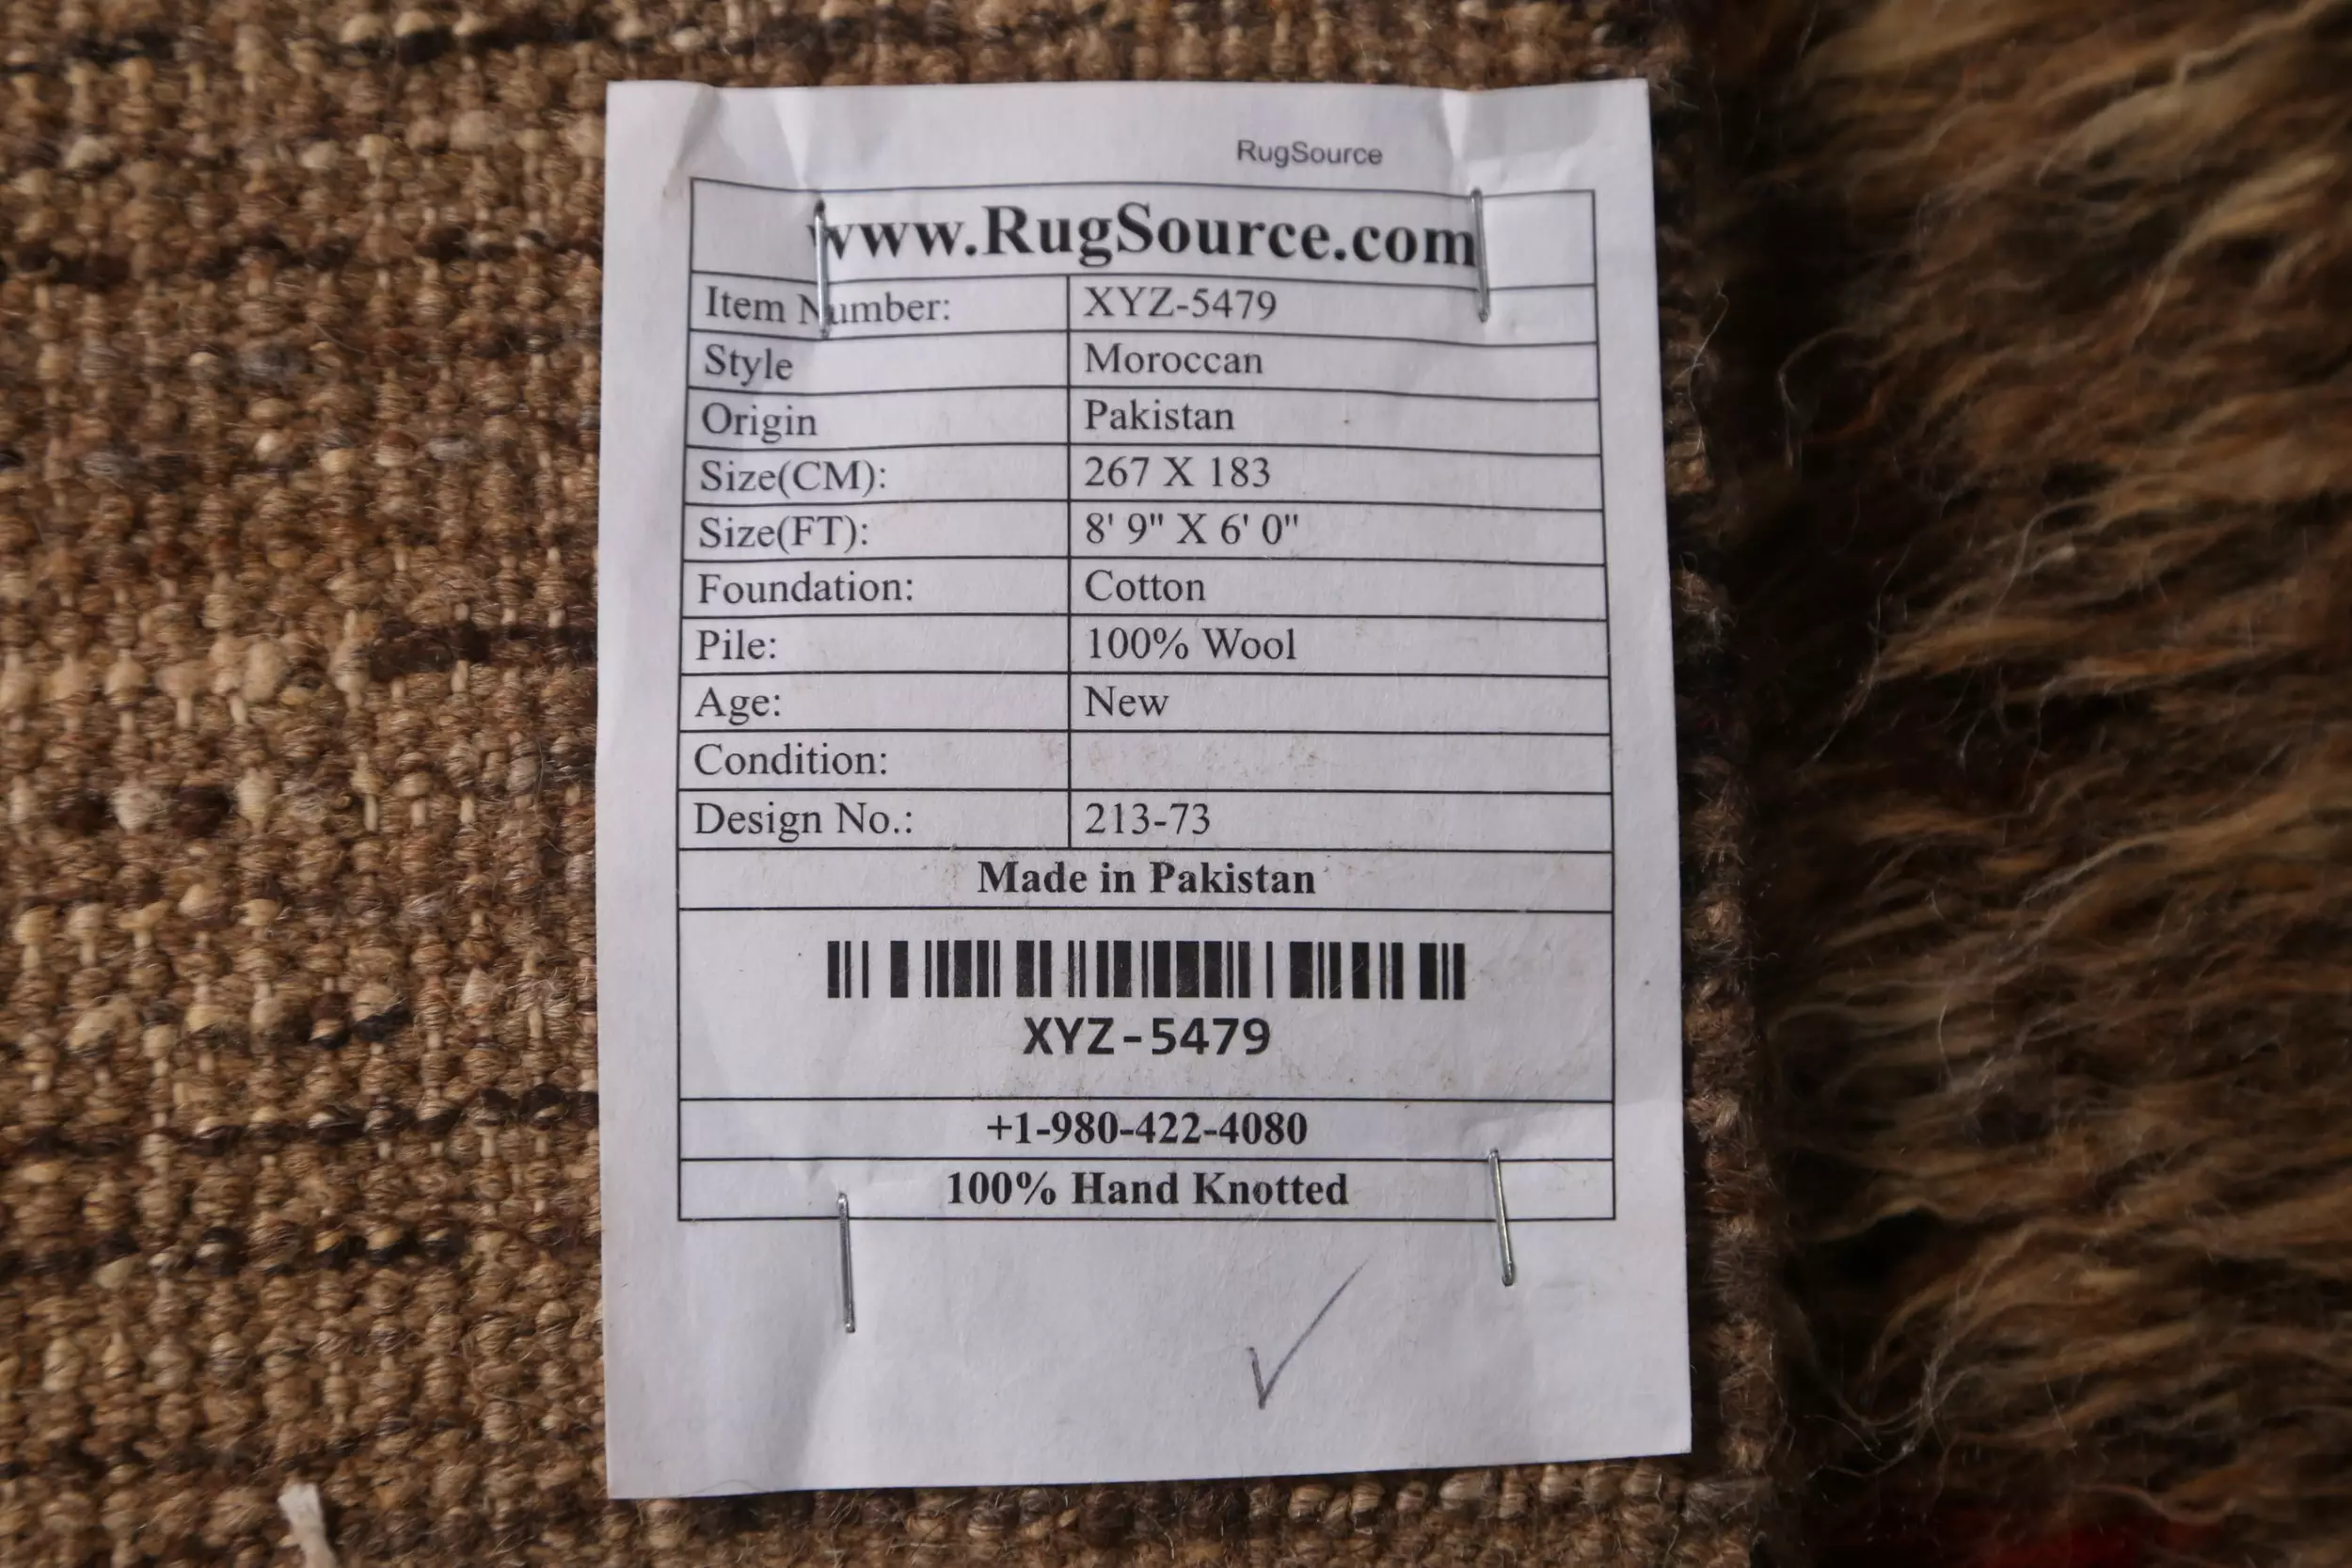 RugSource
www.RugSource.com
Item Number: XYZ-5479
Style Moroccan
Origin Pakistan
Size(CM): 267 X 183
Size(FT): 8' 9" X 6' 0"
Foundation: Cotton
Pile: 100% Wool
Age: New
Condition:
Design No.: 213-73
Made in Pakistan
XYZ-5479
+1-980-422-4080
100% Hand Knotted